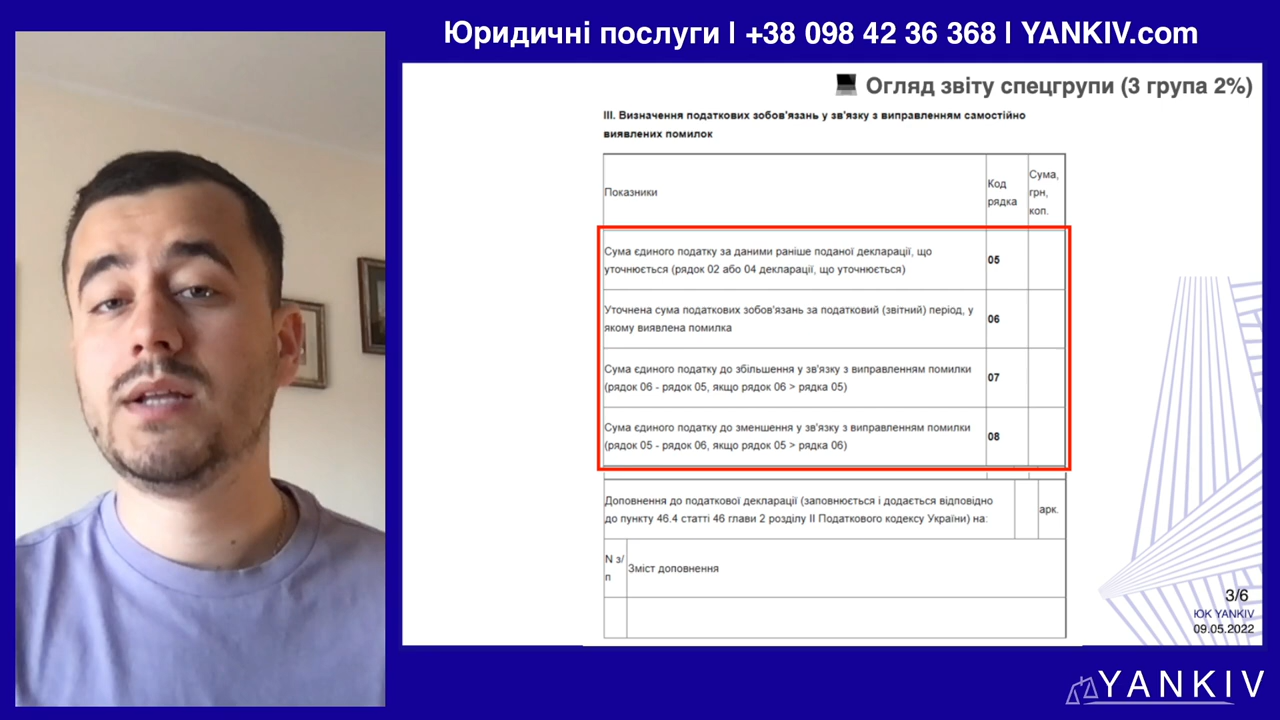 Юридичні послуги | +38 098 42 36 368 | YANKIV.com
Огляд звіту спецгрупи (3 група 2%)
III. Визначення податкових зобов'язань у зв'язку з виправленням самостійно
виявлених помилок
Показники
Код
рядка
Сума,
грн,
коп.
Сума єдиного податку за даними раніше поданої декларації, що
уточнюється (рядок 02 або 04 декларації, що уточнюється)
05
Уточнена сума податкових зобов'язань за податковий (звітний) період, у
якому виявлена помилка
06
Сума єдиного податку до збільшення у зв'язку з виправленням помилки
(рядок 06 - рядок 05, якщо рядок 06 > рядка 05)
07
Сума єдиного податку до зменшення у зв'язку з виправленням помилки
(рядок 05 - рядок 06, якщо рядок 05 > рядка 06)
08
Доповнення до податкової декларації (заповнюється і додається відповідно
до пункту 46.4 статті 46 глави 2 розділу II Податкового кодексу України) на:
арк.
N з/
п
Зміст доповнення
3/6
ЮК YANKIV
09.05.2022
YANKIV